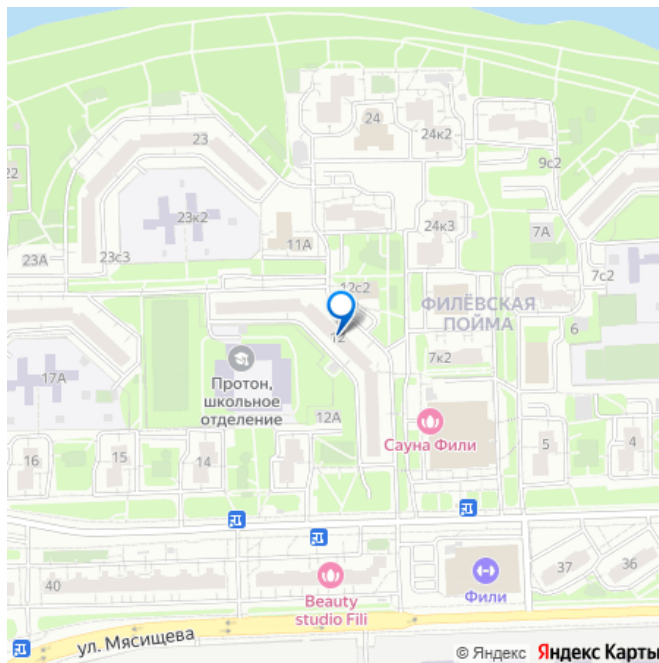 24
24к2
23
9с2
22
23к2
24к3
7А
11А
23А
23с3
7с2
12с2
ФИЛЁВСКАЯ
ПОЙМА
6
12
7к2
17А
Протон,
школьное
отделение
12А
Сауна Фили
16
15
14
5
4
37
36
40
Beauty
studio Fili
Фили
ул. Мясищева
© Яндекс Яндекс Карты